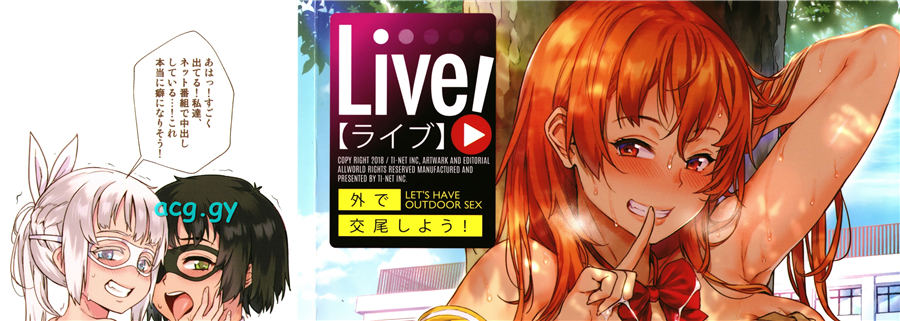 あはっ！すごく
出てる！私達、
ネット番組で中出し
している…！これ
本当に癖になりそう！
acg.gy
Live!
【ライブ】
COPY RIGHT 2018 / TI-NET INC, ARTWARK AND EDITORIAL
ALLWORLD RIGHTS RESERVED MANUFACTURED AND
PRESENTED BY TI-NET INC.
外で
LET'S HAVE
OUTDOOR SEX
交尾しよう！